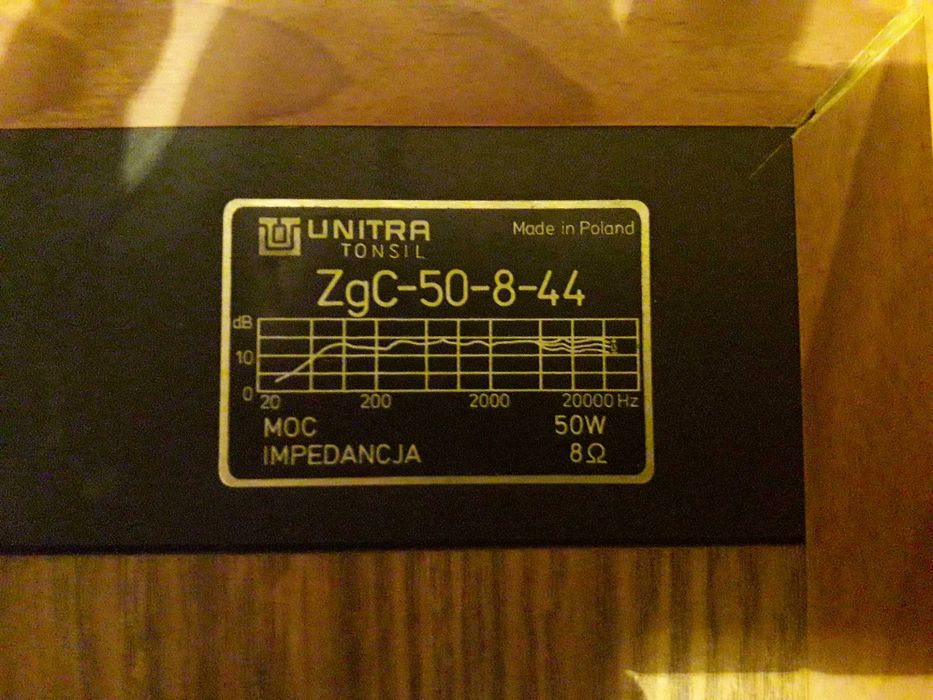 UNITRA Made in Poland
TONSIL
ZgC-50-8-44
dB
10
0
20 200 2000 20000 Hz
MOC 50W
IMPEDANCJA 8Ω